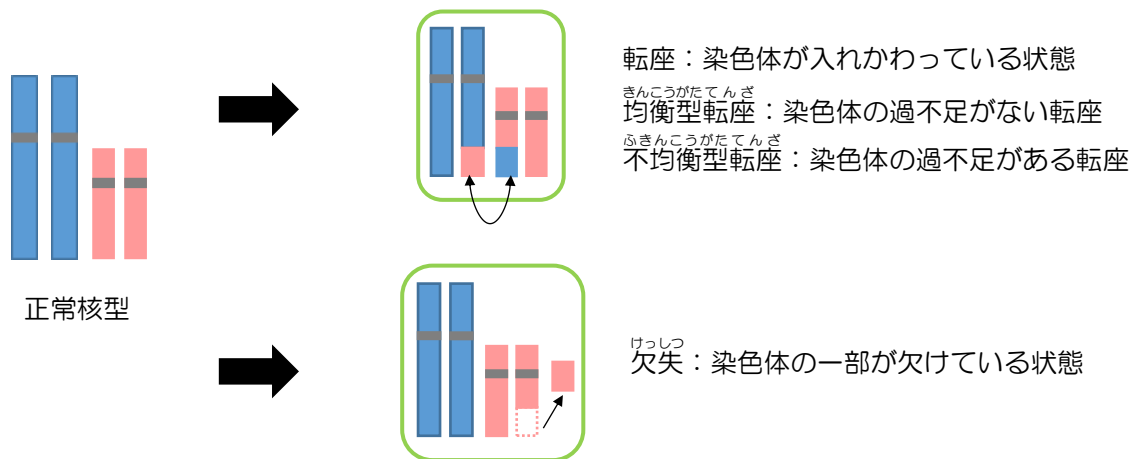 転座：染色体が入れかわっている状態
きんこうがたてんざ
均衡型転座：染色体の過不足がない転座
ふきんこうがたてんざ
不均衡型転座：染色体の過不足がある転座
正常核型
けっしつ
欠失：染色体の一部が欠けている状態